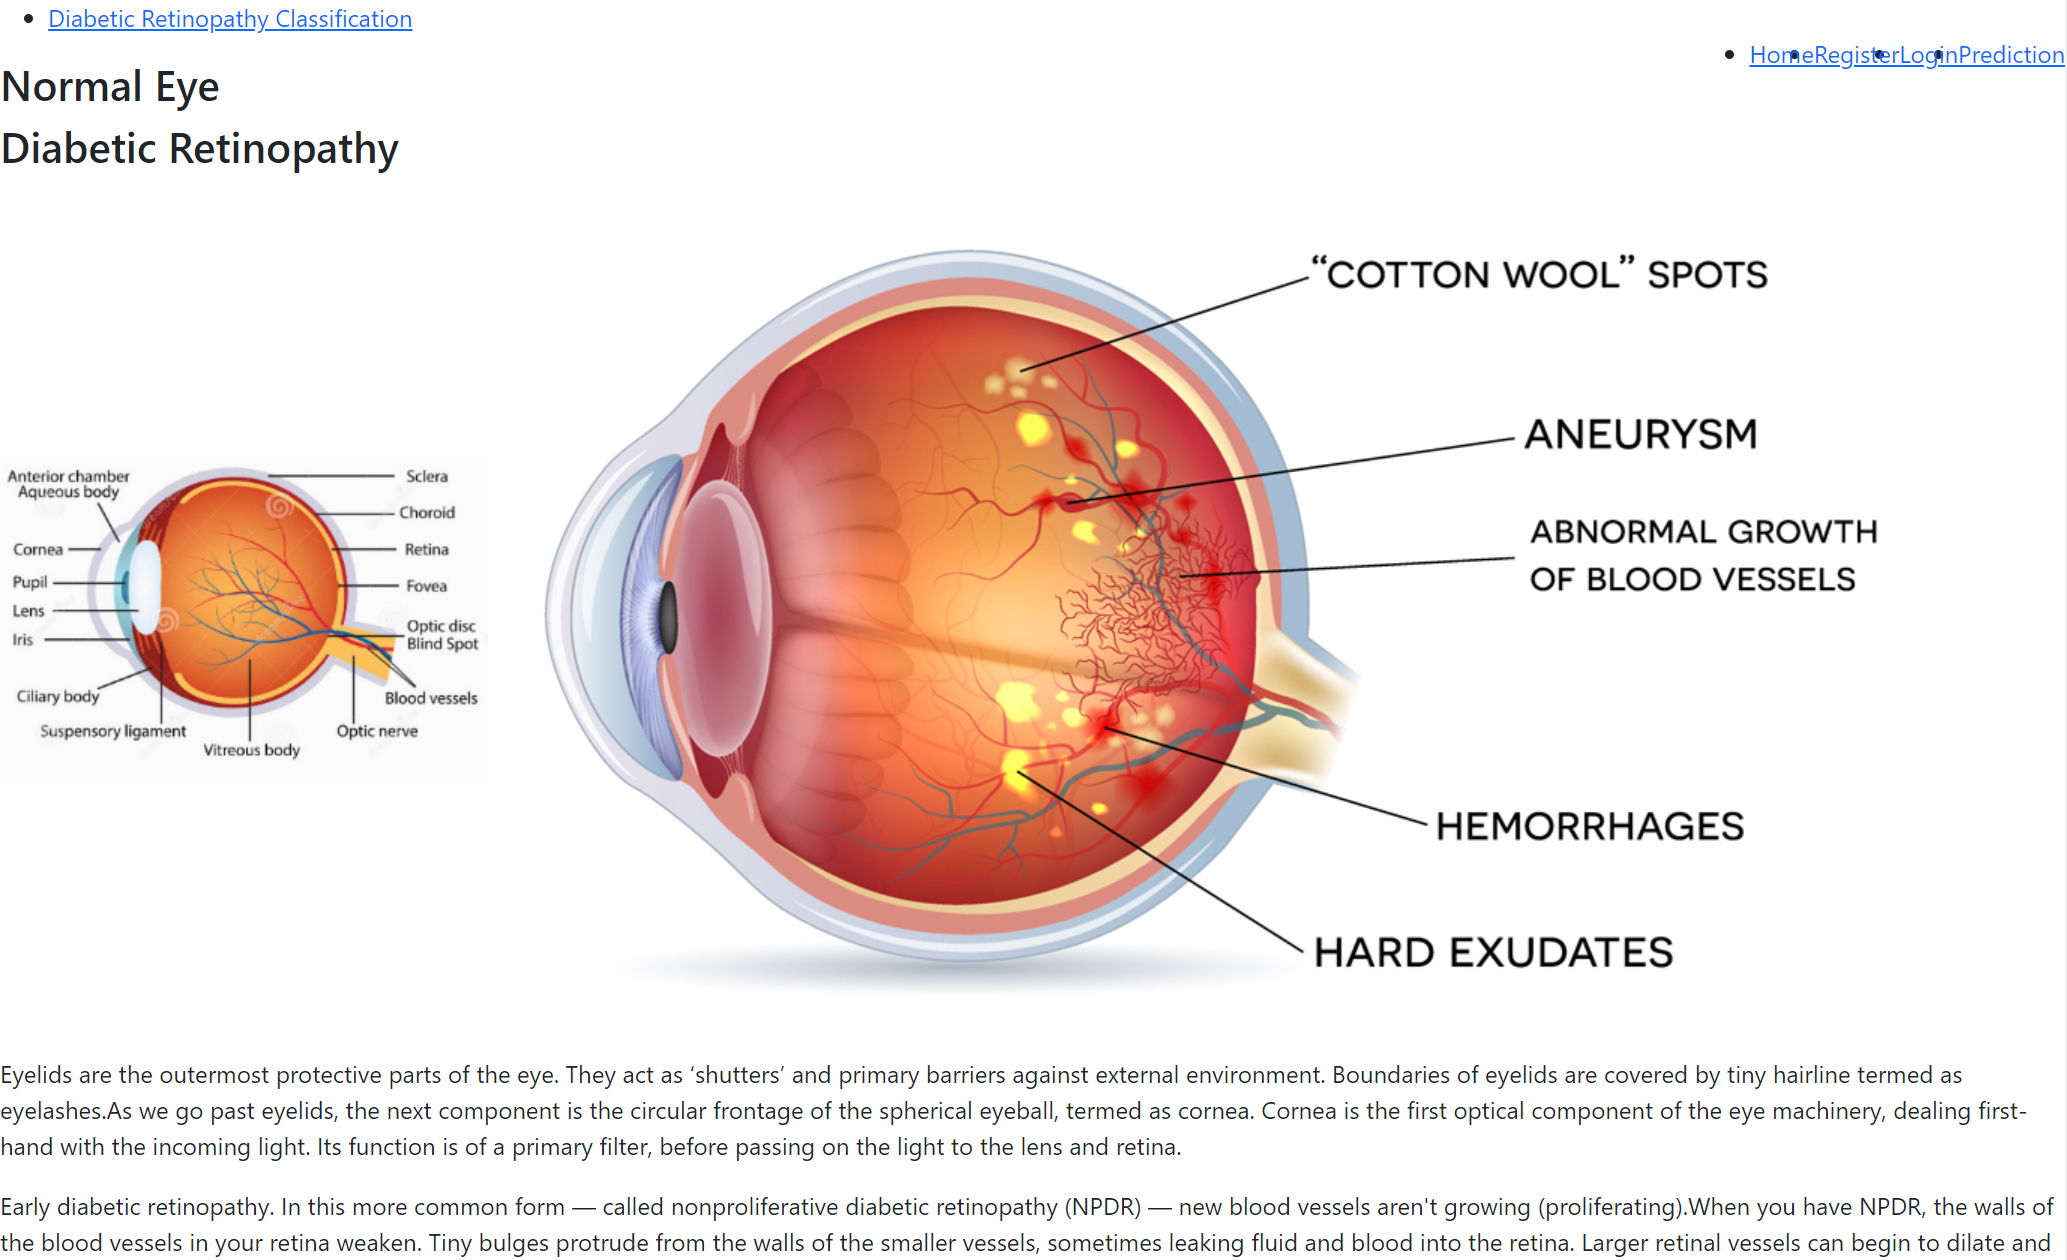 Diabetic Retinopathy Classification
HomeRegisterLoginPrediction
Normal Eye
Diabetic Retinopathy
Anterior chamber
Aqueous body
Cornea
Pupil
Lens
Iris
Ciliary body
Suspensory ligament
Vitreous body
Sclera
Choroid
Retina
Fovea
Optic disc
Blind Spot
Blood vessels
Optic nerve
“COTTON WOOL” SPOTS
ANEURYSM
ABNORMAL GROWTH
OF BLOOD VESSELS
HEMORRHAGES
HARD EXUDATES
Eyelids are the outermost protective parts of the eye. They act as ‘shutters’ and primary barriers against external environment. Boundaries of eyelids are covered by tiny hairline termed as
eyelashes.As we go past eyelids, the next component is the circular frontage of the spherical eyeball, termed as cornea. Cornea is the first optical component of the eye machinery, dealing first-
hand with the incoming light. Its function is of a primary filter, before passing on the light to the lens and retina.
Early diabetic retinopathy. In this more common form — called nonproliferative diabetic retinopathy (NPDR) — new blood vessels aren't growing (proliferating).When you have NPDR, the walls of
the blood vessels in your retina weaken. Tiny bulges protrude from the walls of the smaller vessels, sometimes leaking fluid and blood into the retina. Larger retinal vessels can begin to dilate and